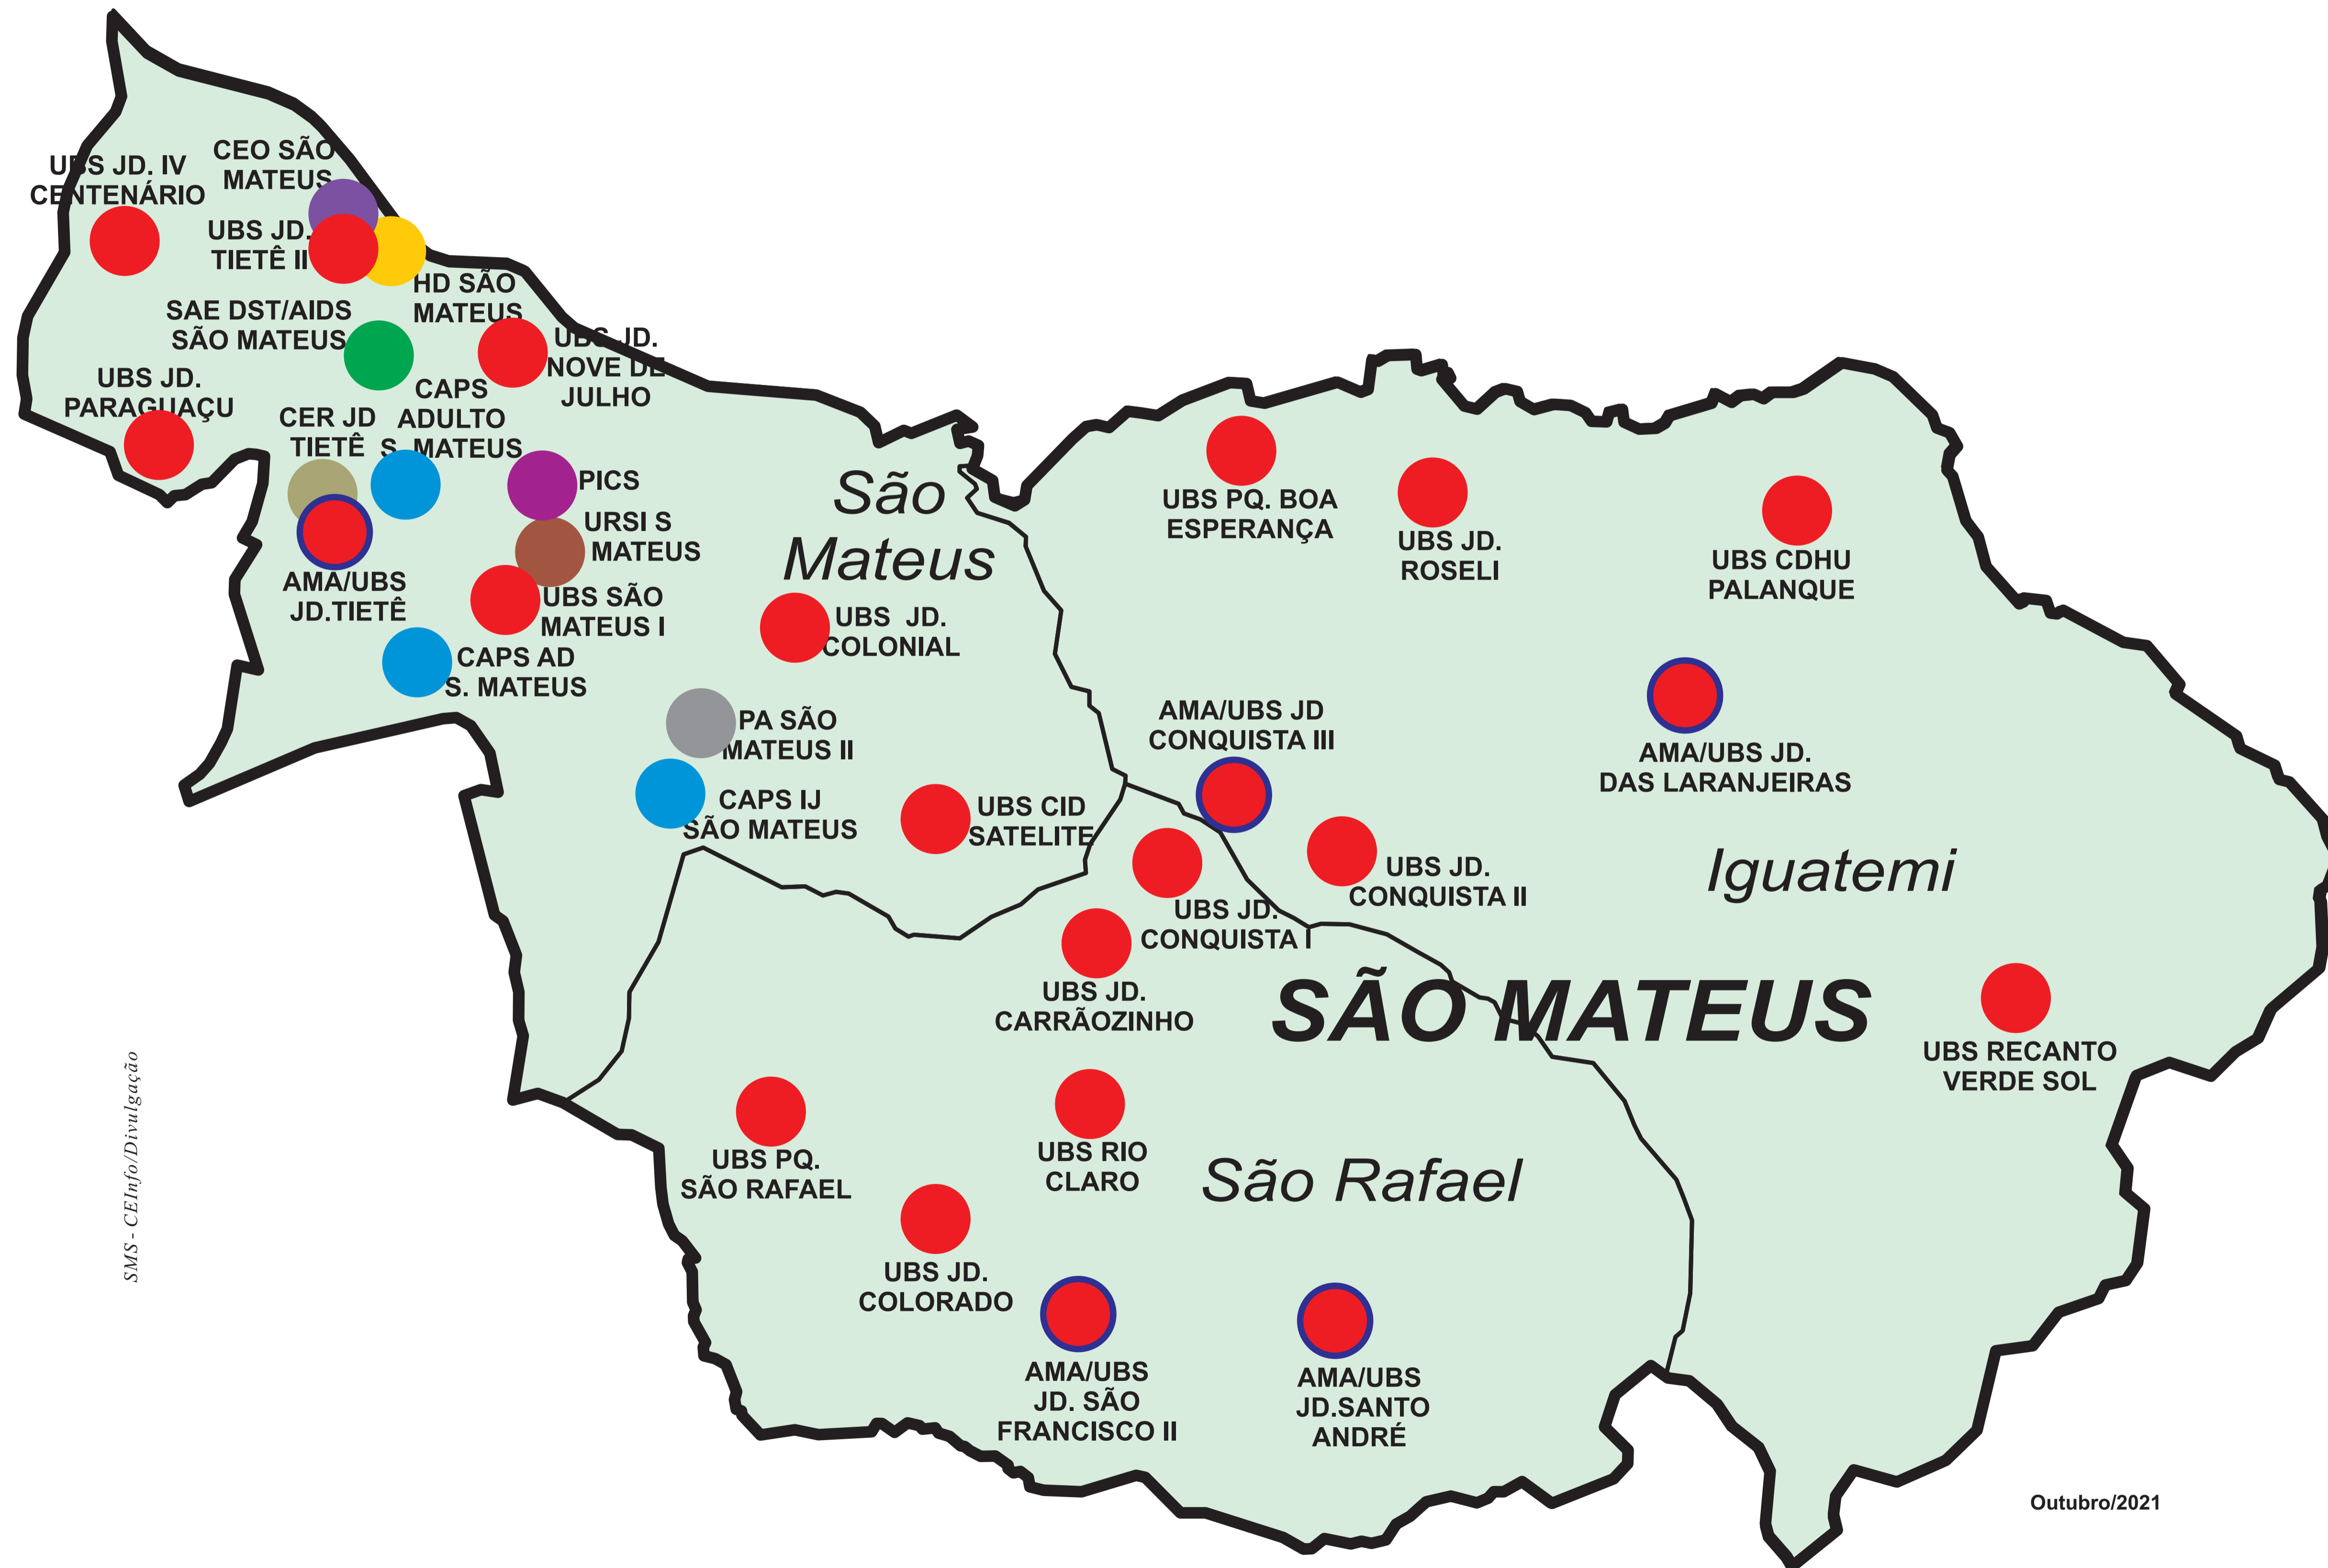 CEO SÃO
MATEUS
UBS JD. IV
CENTENÁRIO
UBS JD.
TIETÊ II
HD SÃO
MATEUS
SAE DST/AIDS
SÃO MATEUS
UBS JD.
NOVE DE
JULHO
UBS JD.
PARAGUAÇU
CER JD
TIETÊ
CAPS
ADULTO
S. MATEUS
PICS
URSI S
MATEUS
AMA/UBS
JD.TIETÊ
UBS SÃO
MATEUS I
CAPS AD
S. MATEUS
São
Mateus
UBS JD.
COLONIAL
PA SÃO
MATEUS II
CAPS IJ
SÃO MATEUS
UBS CID
SATELITE
UBS PQ. BOA
ESPERANÇA
UBS JD.
ROSELI
UBS CDHU
PALANQUE
AMA/UBS JD
CONQUISTA III
AMA/UBS JD.
DAS LARANJEIRAS
UBS JD.
CONQUISTA II
Iguatemi
UBS JD.
CONQUISTA I
UBS JD.
CARRÃOZINHO
SÃO MATEUS
UBS RECANTO
VERDE SOL
UBS PQ.
SÃO RAFAEL
UBS RIO
CLARO
São Rafael
UBS JD.
COLORADO
AMA/UBS
JD. SÃO
FRANCISCO II
AMA/UBS
JD.SANTO
ANDRÉ
SMS - CEInfo/Divulgação
Outubro/2021